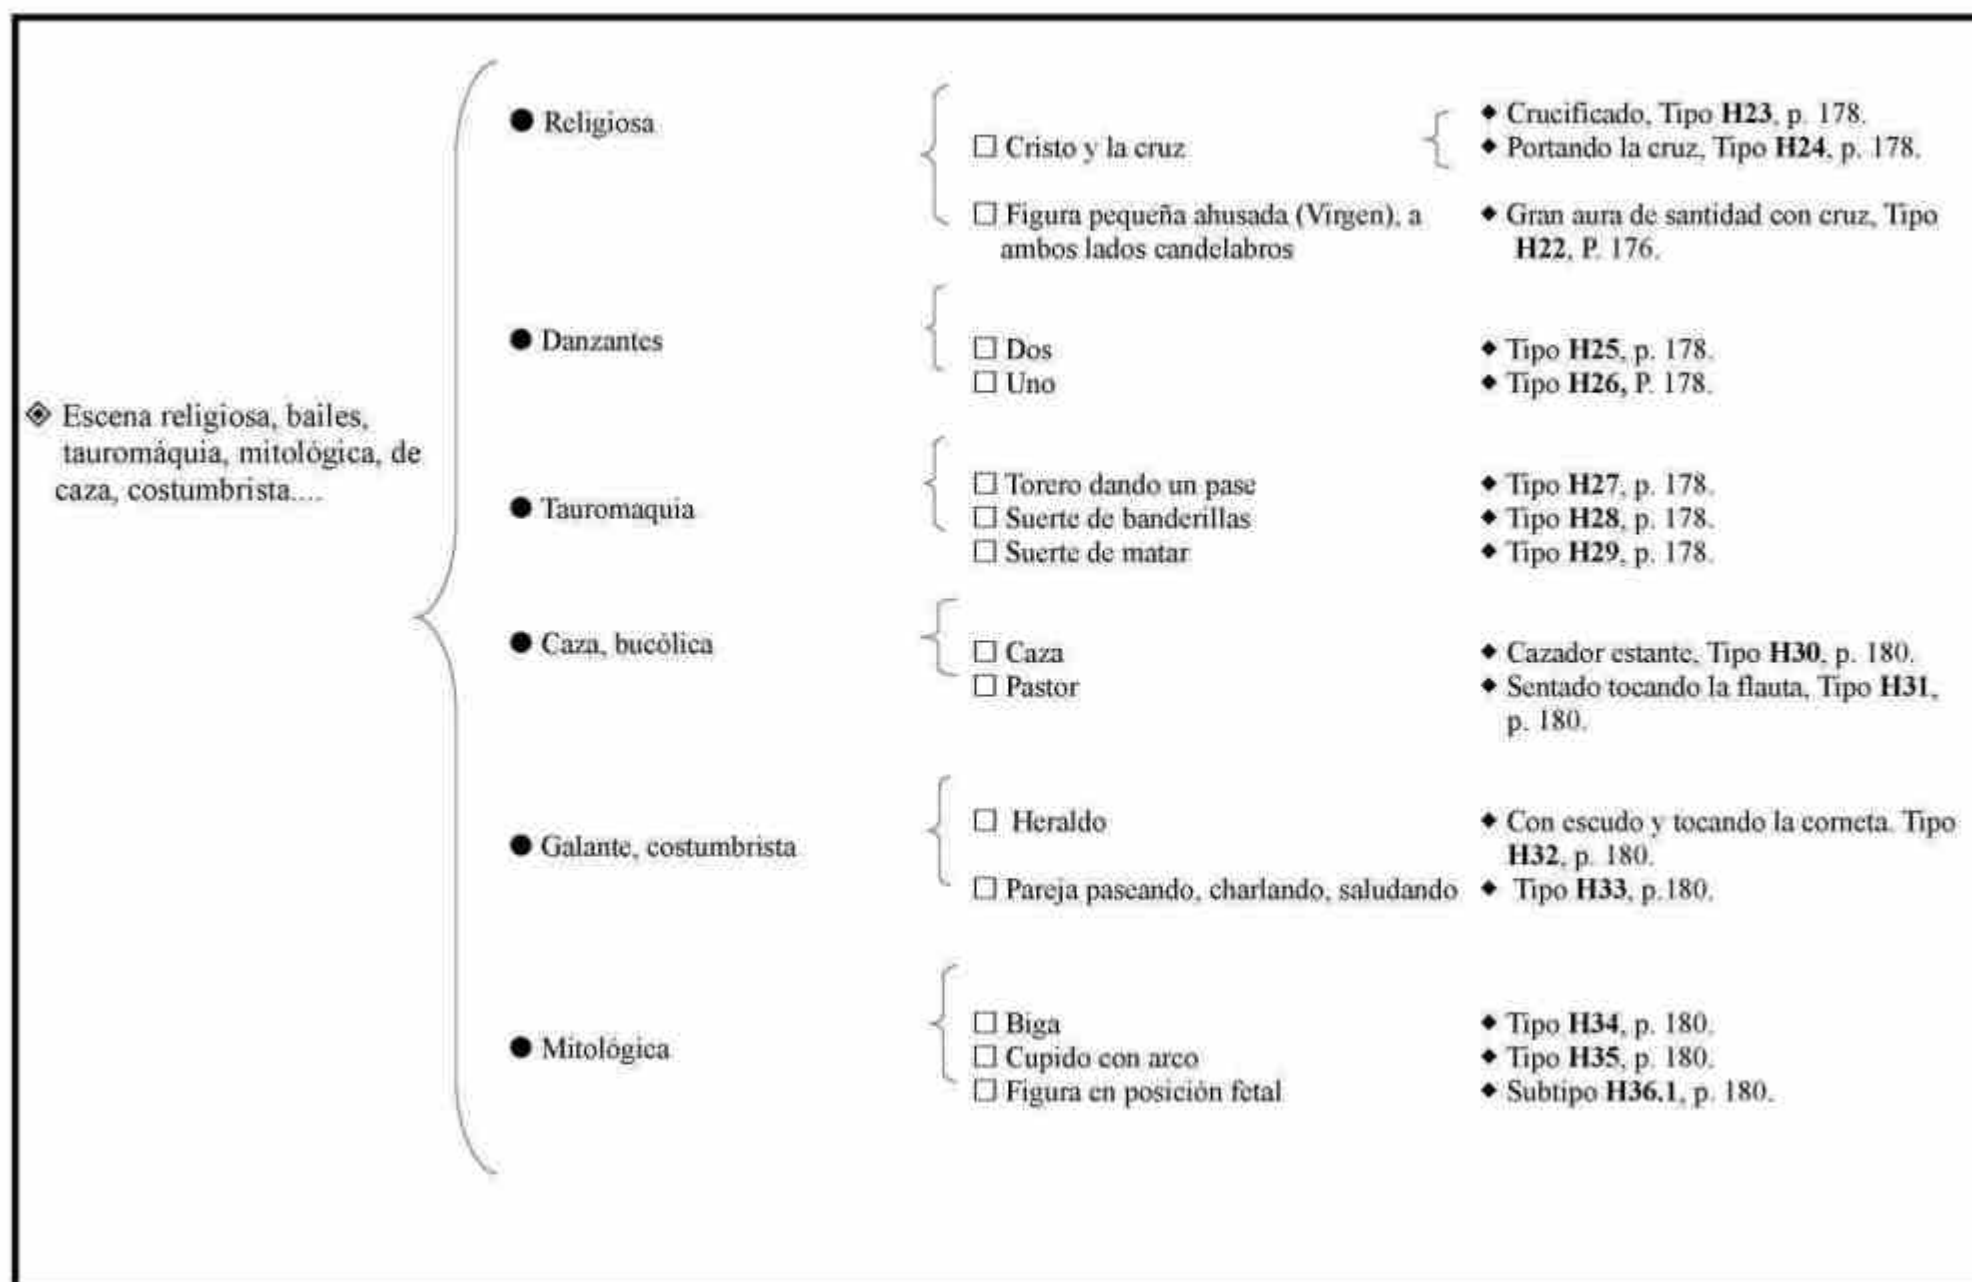 ◈ Escena religiosa, bailes,
tauromáquia, mitológica, de
caza, costumbrista....
● Religiosa
□ Cristo y la cruz
◆ Crucificado, Tipo H23, p. 178.
◆ Portando la cruz, Tipo H24, p. 178.
□ Figura pequeña ahusada (Virgen), a
ambos lados candelabros
◆ Gran aura de santidad con cruz, Tipo
H22, P. 176.
● Danzantes
□ Dos
◆ Tipo H25, p. 178.
□ Uno
◆ Tipo H26, P. 178.
● Tauromaquia
□ Torero dando un pase
◆ Tipo H27, p. 178.
□ Suerte de banderillas
◆ Tipo H28, p. 178.
□ Suerte de matar
◆ Tipo H29, p. 178.
● Caza, bucólica
□ Caza
◆ Cazador estante, Tipo H30, p. 180.
□ Pastor
◆ Sentado tocando la flauta, Tipo H31,
p. 180.
● Galante, costumbrista
□ Heraldo
◆ Con escudo y tocando la corneta. Tipo
H32, p. 180.
□ Pareja paseando, charlando, saludando
◆ Tipo H33, p.180.
● Mitológica
□ Biga
◆ Tipo H34, p. 180.
□ Cupido con arco
◆ Tipo H35, p. 180.
□ Figura en posición fetal
◆ Subtipo H36.1, p. 180.